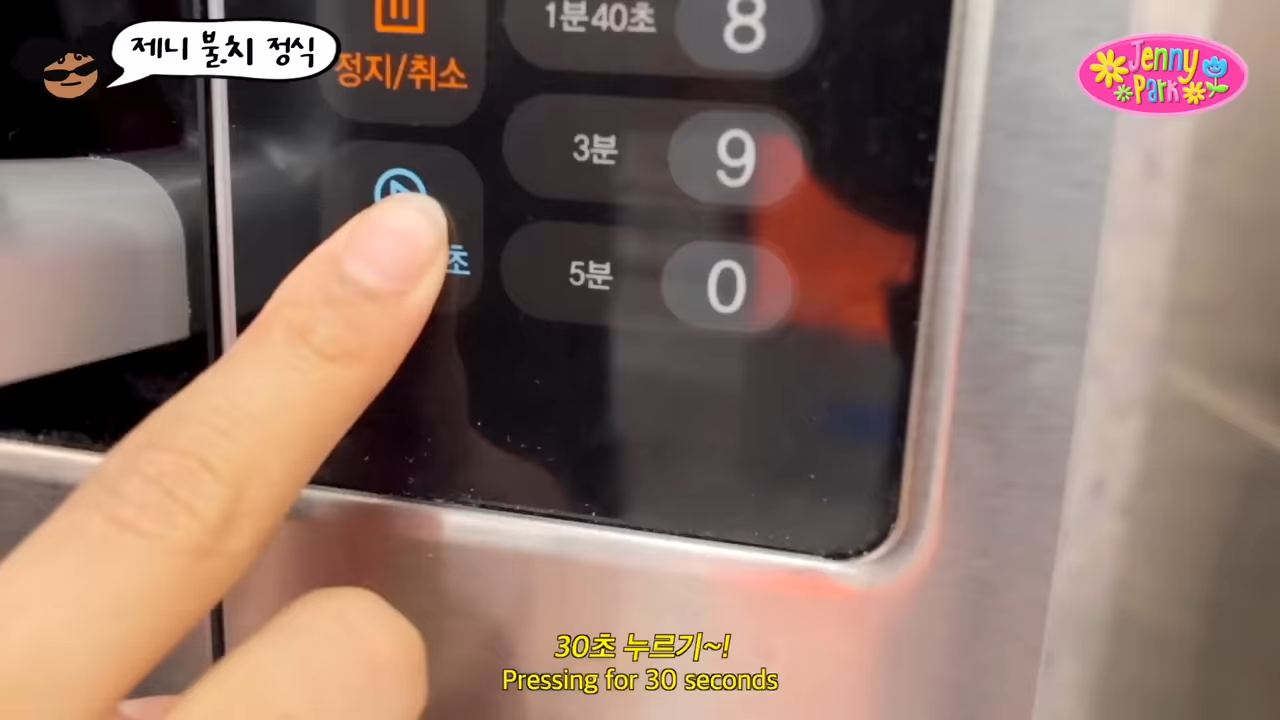 제니 불.치 정식
Jenny
Park
1분40초 8
정지/취소
3분 9
초
5분 0
30초 누르기~!
Pressing for 30 seconds